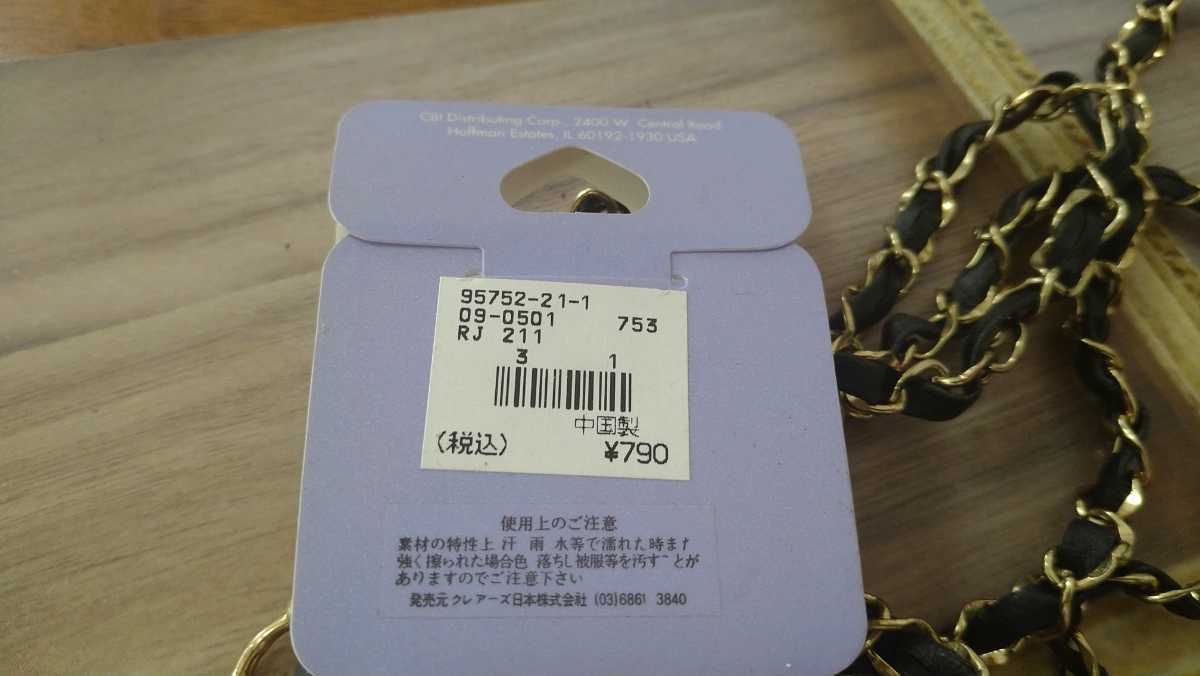 CBI Distributing Corp., 2400 W. Central Road
Hoffman Estates, IL 60192-1930 USA
95752-21-1
09-0501 753
RJ 211
3 1
中国製
(税込) ¥790
使用上のご注意
素材の特性上 汗 雨 水等で濡れた時また
強く擦られた場合色 落ちし被服等を汚すことが
ありますのでご注意下さい
発売元 クレアーズ日本株式会社 (03)6861 3840